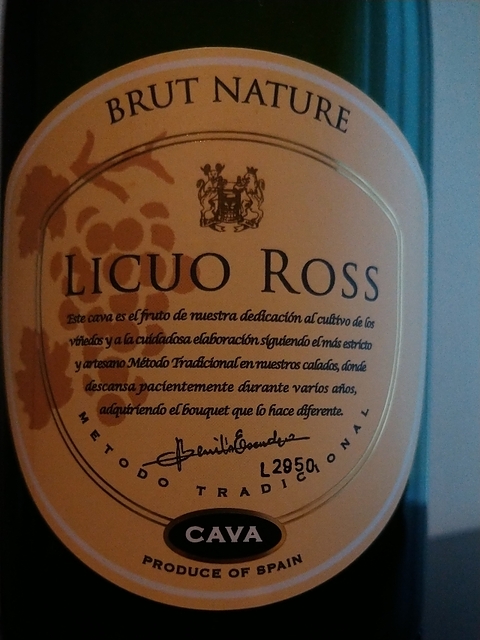 BRUT NATURE
LICUO ROSS
Este cava es el fruto de nuestra dedicación al cultivo de los
viñedos y a la cuidadosa elaboración siguiendo el más estricto
y artesano Método Tradicional en nuestros calados, donde
descansa pacientemente durante varios años,
adquiriendo el bouquet que lo hace diferente.
L2950
METODO TRADICIONAL
CAVA
PRODUCE OF SPAIN